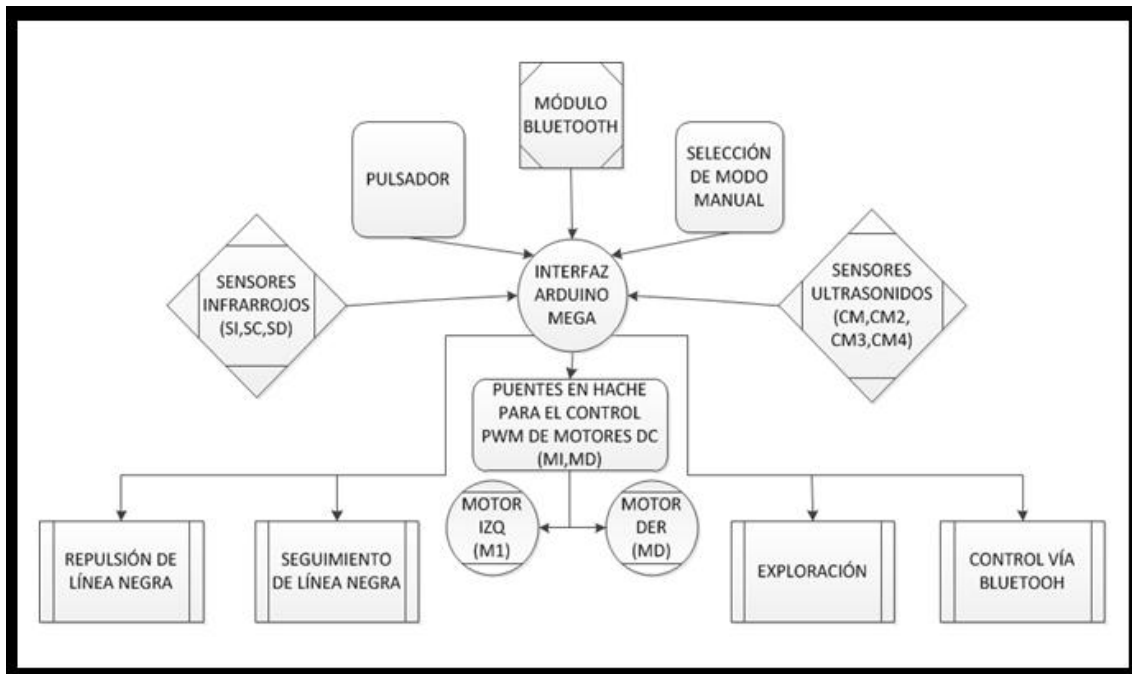 MÓDULO
BLUETOOTH
PULSADOR
SELECCIÓN
DE MODO
MANUAL
SENSORES
INFRARROJOS
(SI,SC,SD)
INTERFAZ
ARDUINO
MEGA
SENSORES
ULTRASONIDOS
(CM,CM2,
CM3,CM4)
PUENTES EN HACHE
PARA EL CONTROL
PWM DE MOTORES DC
(MI,MD)
MOTOR
IZQ
(M1)
MOTOR
DER
(MD)
REPULSIÓN DE
LÍNEA NEGRA
SEGUIMIENTO
DE LÍNEA NEGRA
EXPLORACIÓN
CONTROL VÍA
BLUETOOH